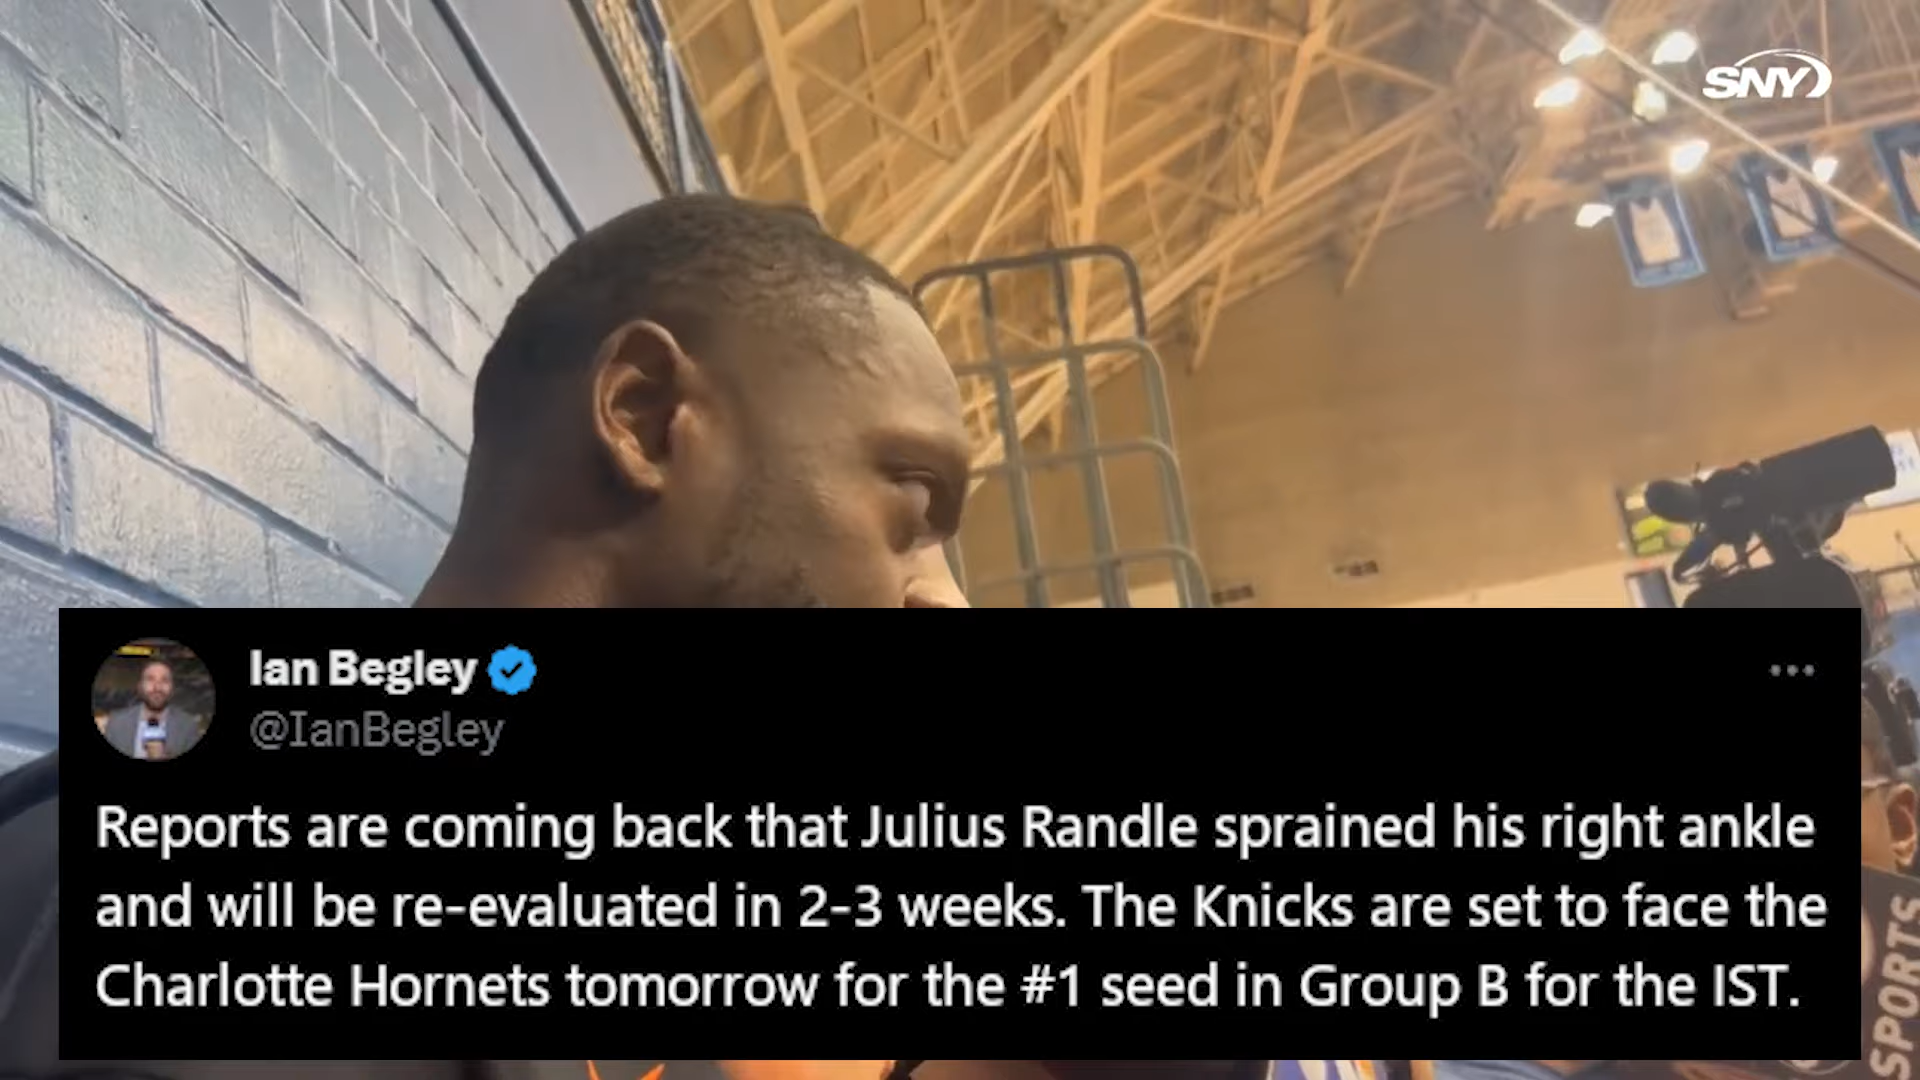 SNY
Ian Begley
@IanBegley
Reports are coming back that Julius Randle sprained his right ankle
and will be re-evaluated in 2-3 weeks. The Knicks are set to face the
Charlotte Hornets tomorrow for the #1 seed in Group B for the IST.
SPORTS